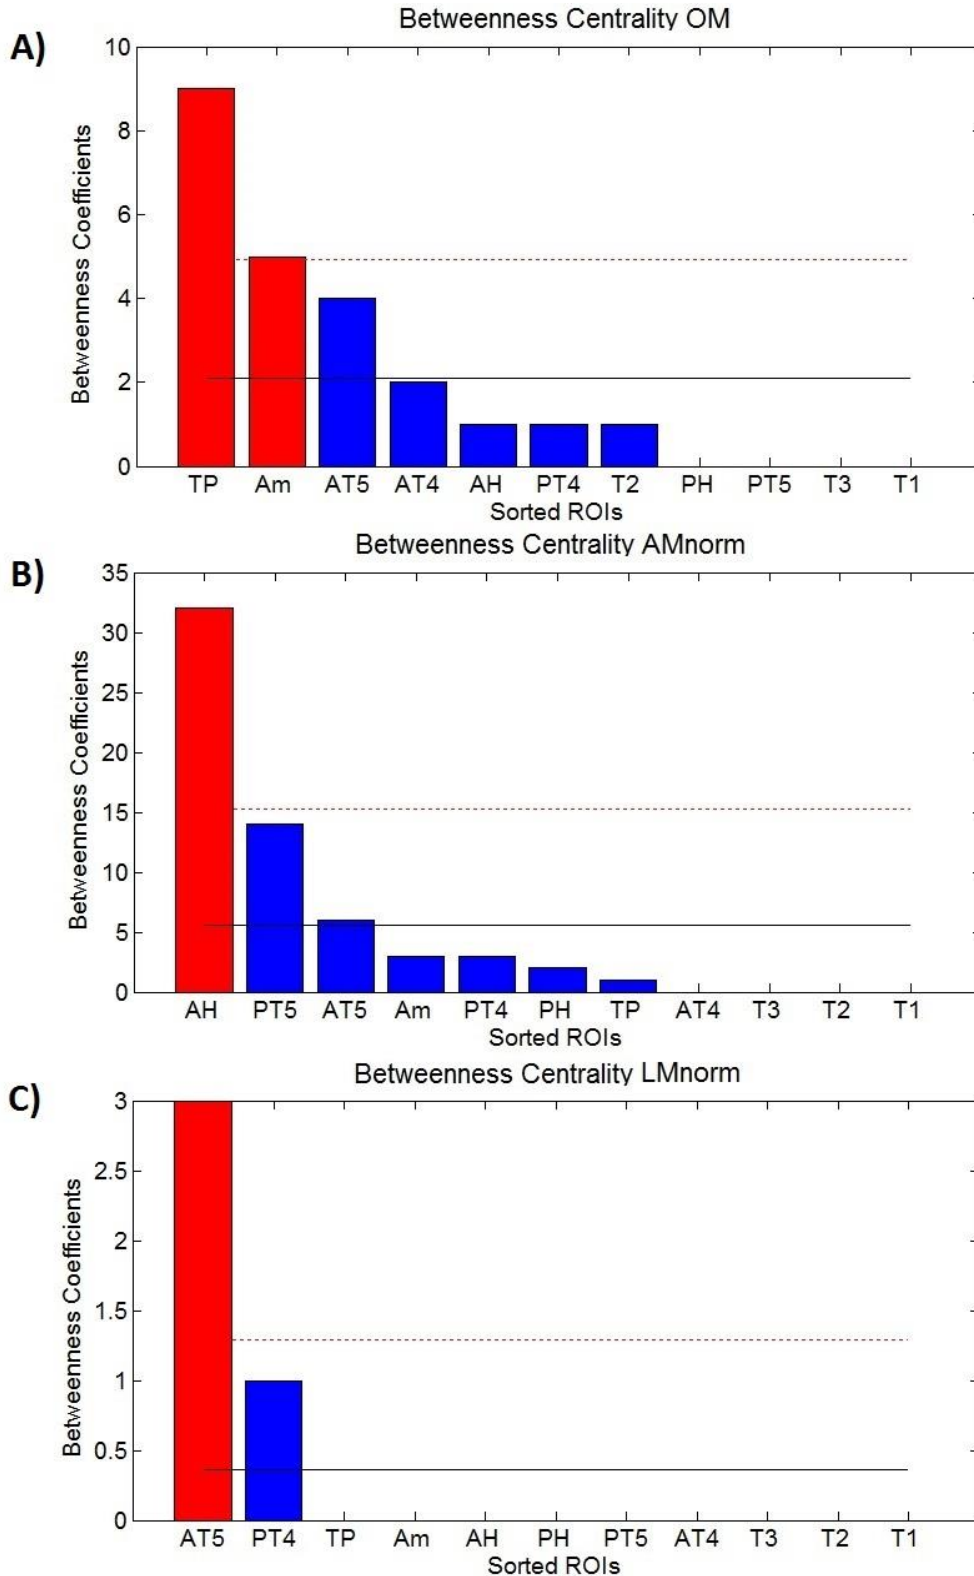 Betweenness Centrality OM
A)
10
8
6
4
2
0
Betweenness Coefficients
TP Am AT5 AT4 AH PT4 T2 PH PT5 T3 T1
Sorted ROIs
Betweenness Centrality AMnorm
B)
35
30
25
20
15
10
5
0
Betweenness Coefficients
AH PT5 AT5 Am PT4 PH TP AT4 T3 T2 T1
Sorted ROIs
Betweenness Centrality LMnorm
C)
3
2.5
2
1.5
1
0.5
0
Betweenness Coefficients
AT5 PT4 TP Am AH PH PT5 AT4 T3 T2 T1
Sorted ROIs